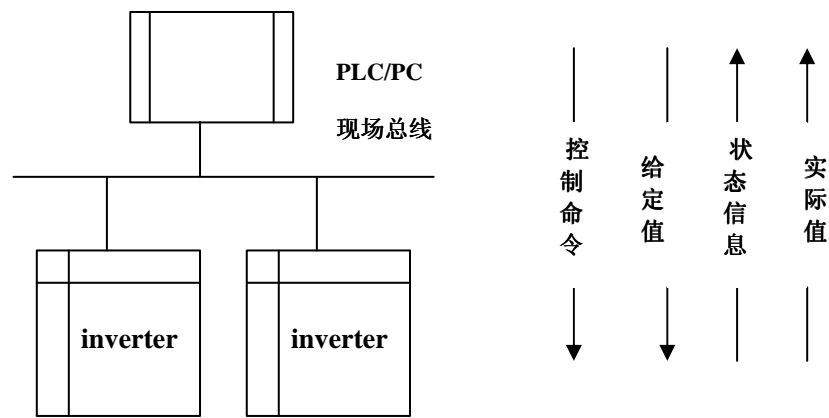 PLC/PC
现场总线
inverter
inverter
控制命令
给定值
状态信息
实际值